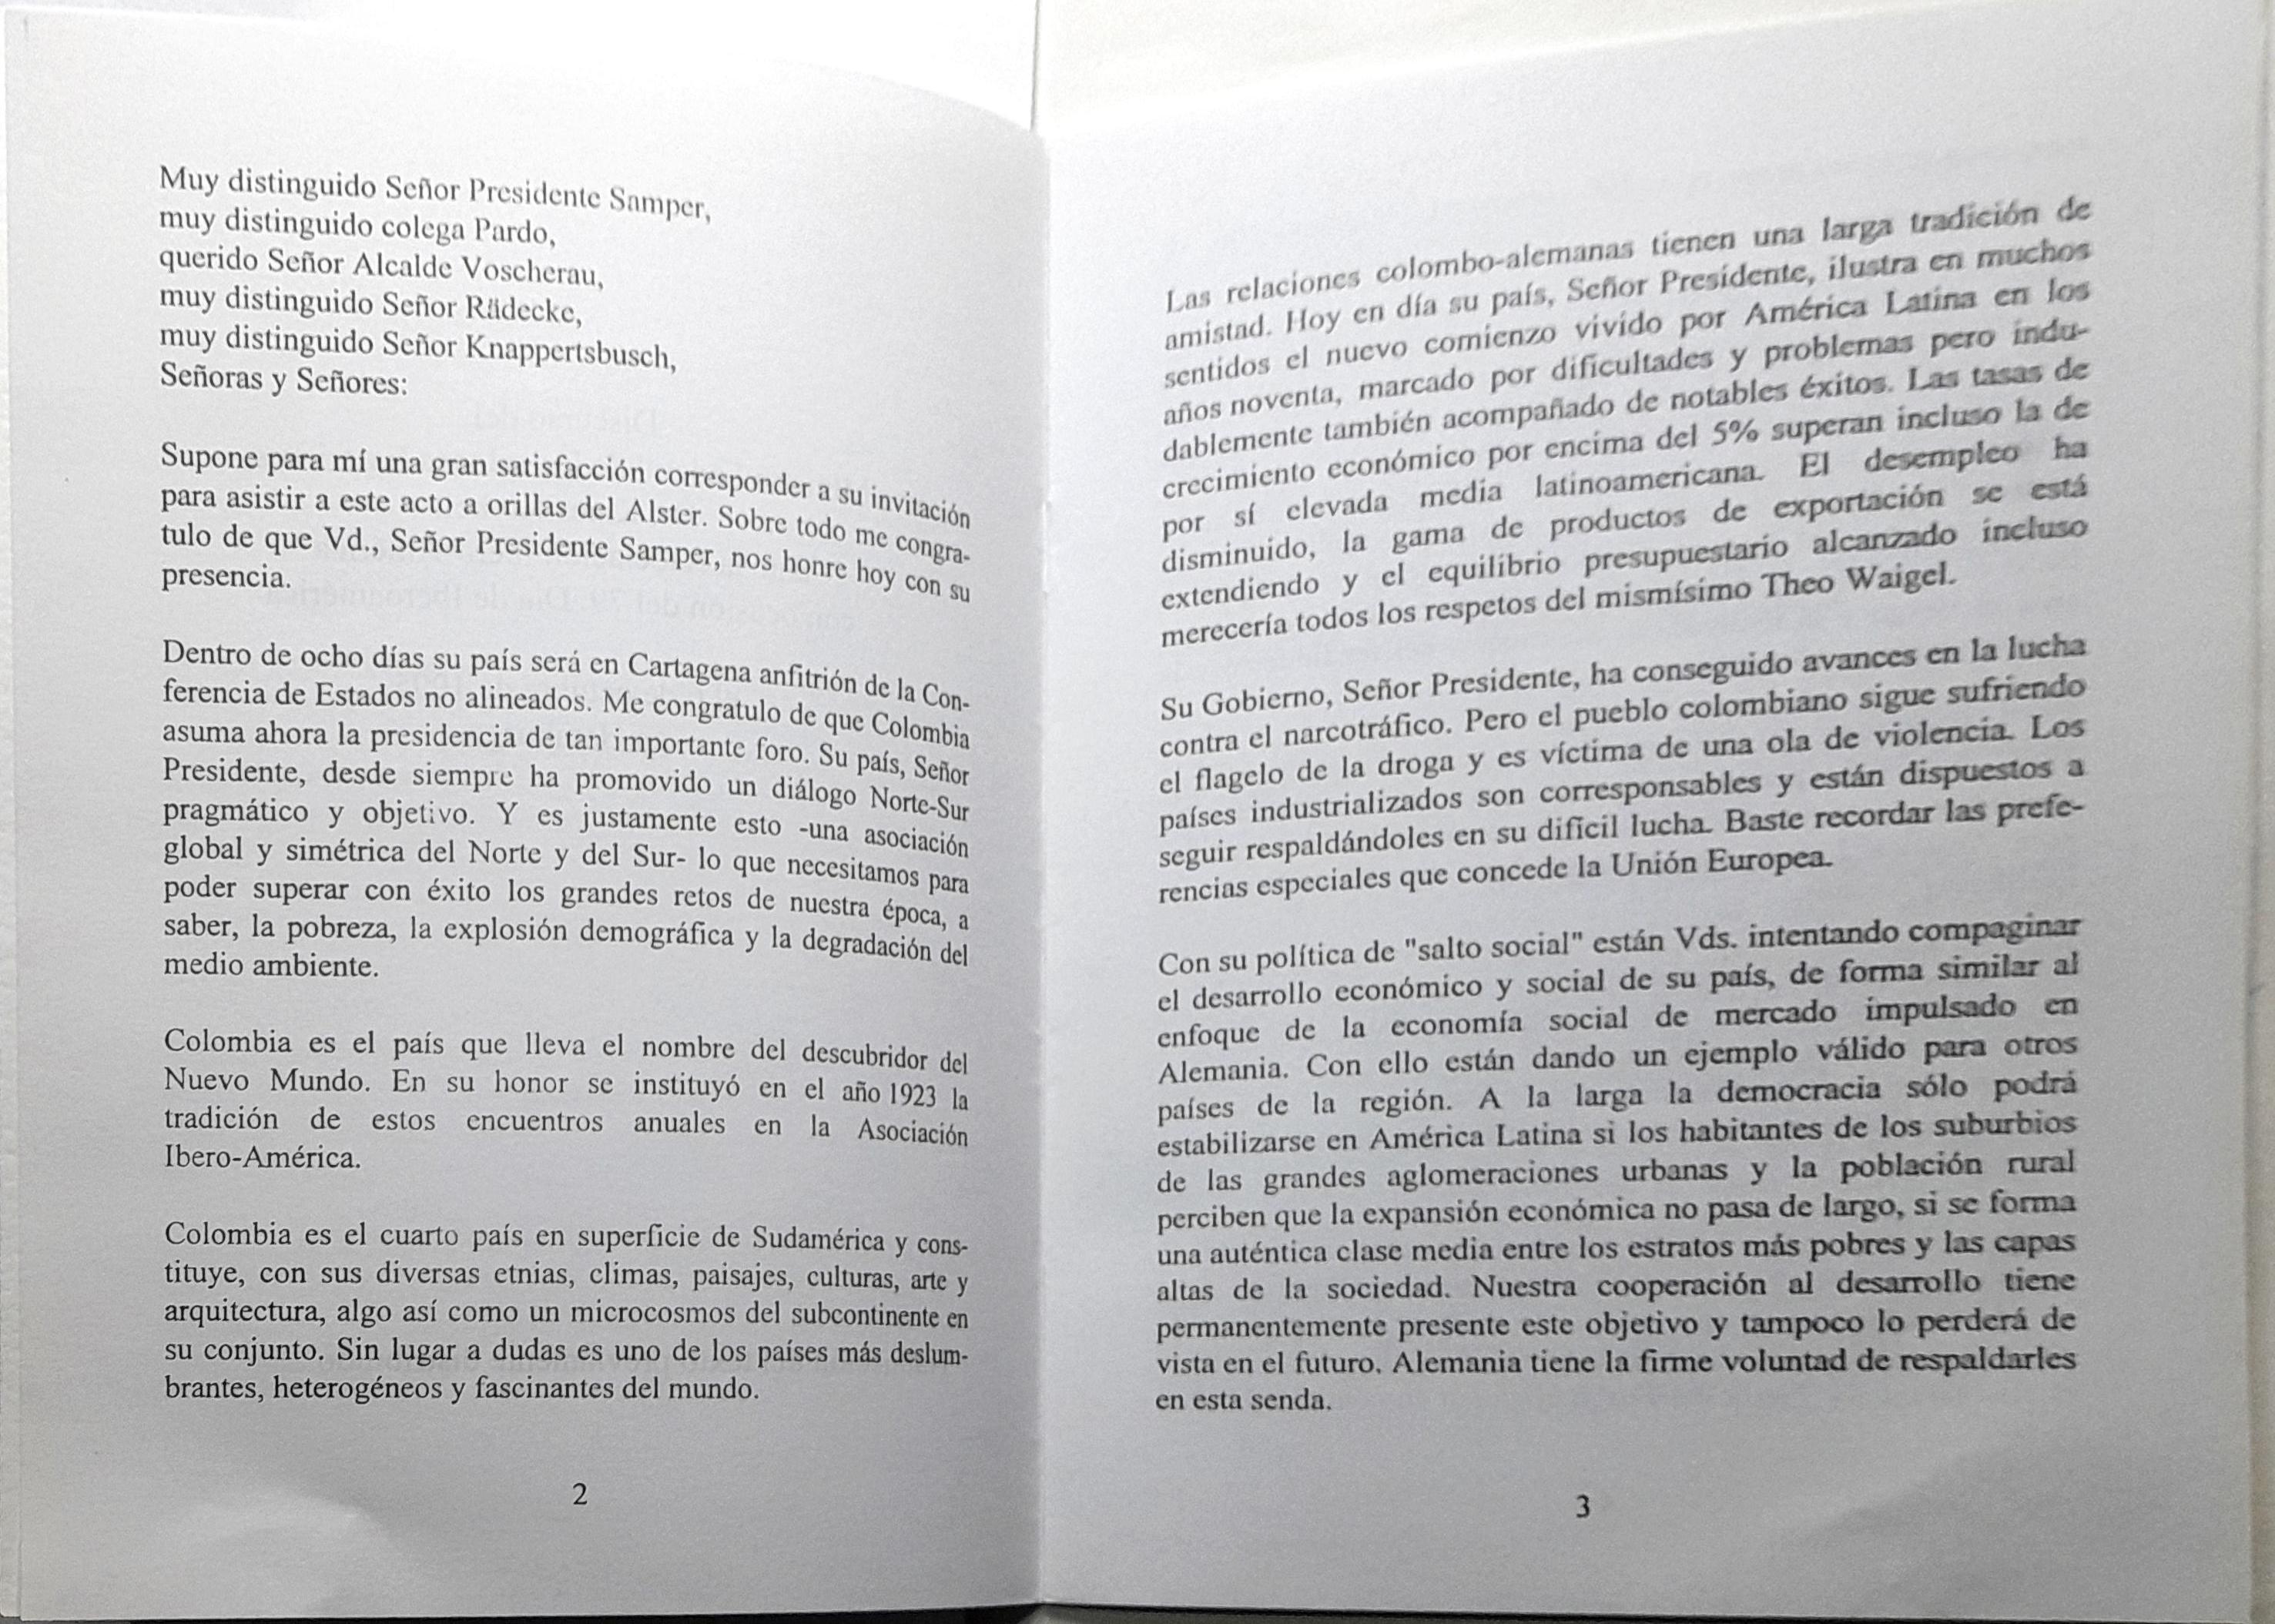 Muy distinguido Señor Presidente Samper,
muy distinguido colega Pardo,
querido Señor Alcalde Voscherau,
muy distinguido Señor Rädecke,
muy distinguido Señor Knappertsbusch,
Señoras y Señores:
Supone para mí una gran satisfacción corresponder a su invitación
para asistir a este acto a orillas del Alster. Sobre todo me congra-
tulo de que Vd., Señor Presidente Samper, nos honre hoy con su
presencia.
Dentro de ocho días su país será en Cartagena anfitrión de la Con-
ferencia de Estados no alineados. Me congratulo de que Colombia
asuma ahora la presidencia de tan importante foro. Su país, Señor
Presidente, desde siempre ha promovido un diálogo Norte-Sur
pragmático y objetivo. Y es justamente esto -una asociación
global y simétrica del Norte y del Sur- lo que necesitamos para
poder superar con éxito los grandes retos de nuestra época, a
saber, la pobreza, la explosión demográfica y la degradación del
medio ambiente.
Colombia es el país que lleva el nombre del descubridor del
Nuevo Mundo. En su honor se instituyó en el año 1923 la
tradición de estos encuentros anuales en la Asociación
Ibero-América.
Colombia es el cuarto país en superficie de Sudamérica y cons-
tituye, con sus diversas etnias, climas, paisajes, culturas, arte y
arquitectura, algo así como un microcosmos del subcontinente en
su conjunto. Sin lugar a dudas es uno de los países más deslum-
brantes, heterogéneos y fascinantes del mundo.
2
Las relaciones colombo-alemanas tienen una larga tradición de
amistad. Hoy en día su país, Señor Presidente, ilustra en muchos
sentidos el nuevo comienzo vivido por América Latina en los
años noventa, marcado por dificultades y problemas pero indu-
dablemente también acompañado de notables éxitos. Las tasas de
crecimiento económico por encima del 5% superan incluso la de
por sí elevada media latinoamericana. El desempleo ha
disminuido, la gama de productos de exportación se está
extendiendo y el equilibrio presupuestario alcanzado incluso
merecería todos los respetos del mismísimo Theo Waigel.
Su Gobierno, Señor Presidente, ha conseguido avances en la lucha
contra el narcotráfico. Pero el pueblo colombiano sigue sufriendo
el flagelo de la droga y es víctima de una ola de violencia. Los
países industrializados son corresponsables y están dispuestos a
seguir respaldándoles en su difícil lucha. Baste recordar las prefe-
rencias especiales que concede la Unión Europea.
Con su política de "salto social" están Vds. intentando compaginar
el desarrollo económico y social de su país, de forma similar al
enfoque de la economía social de mercado impulsado en
Alemania. Con ello están dando un ejemplo válido para otros
países de la región. A la larga la democracia sólo podrá
estabilizarse en América Latina si los habitantes de los suburbios
de las grandes aglomeraciones urbanas y la población rural
perciben que la expansión económica no pasa de largo, si se forma
una auténtica clase media entre los estratos más pobres y las capas
altas de la sociedad. Nuestra cooperación al desarrollo tiene
permanentemente presente este objetivo y tampoco lo perderá de
vista en el futuro. Alemania tiene la firme voluntad de respaldarles
en esta senda.
3